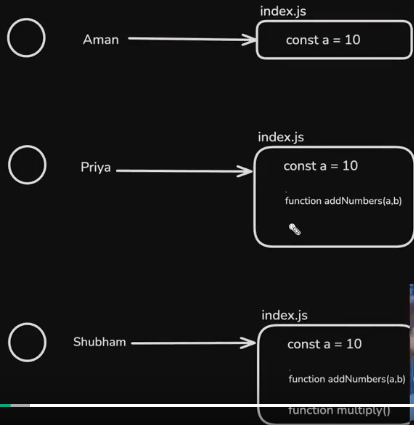 index.js
Aman
const a = 10
index.js
Priya
const a = 10
function addNumbers(a,b)
index.js
Shubham
const a = 10
function addNumbers(a,b)
function multiply()